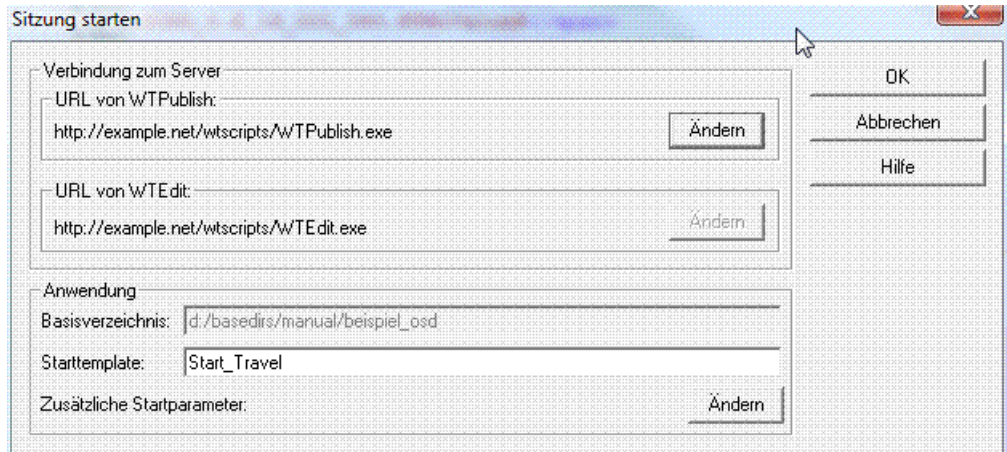 Sitzung starten
Verbindung zum Server
URL von WTPublish:
http://example.net/wtscripts/WTPublish.exe
Ändern
URL von WTEdit:
http://example.net/wtscripts/WTEdit.exe
Ändern
Anwendung
Basisverzeichnis: d:/basedirs/manual/beispiel_osd
Starttemplate: Start_Travel
Zusätzliche Startparameter: Ändern
OK
Abbrechen
Hilfe